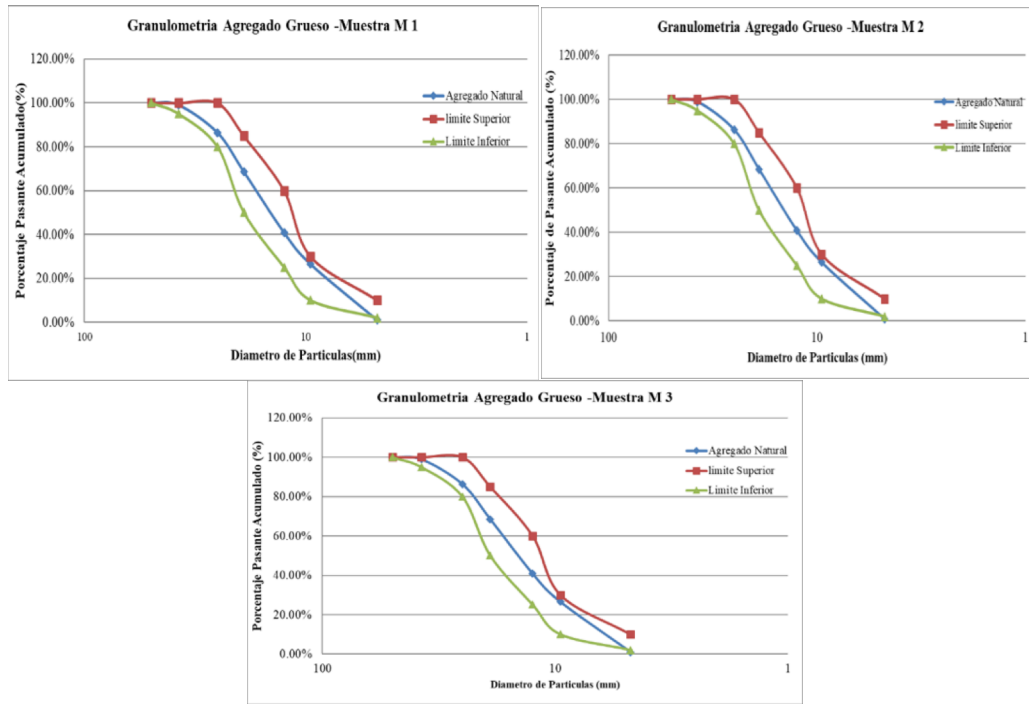 Granulometria Agregado Grueso -Muestra M 1
Porcentaje Pasante Acumulado(%)
120.00%
100.00%
80.00%
60.00%
40.00%
20.00%
0.00%
100
10
1
Diametro de Particulas(mm)
Agregado Natural
limite Superior
Limite Inferior
Granulometria Agregado Grueso -Muestra M 2
Porcentaje de Pasante Acumulado (%)
120.00%
100.00%
80.00%
60.00%
40.00%
20.00%
0.00%
100
10
1
Diametro de Particulas (mm)
Agregado Natural
limite Superior
Limite Inferior
Granulometria Agregado Grueso -Muestra M 3
Porcentaje Pasante Acumulado (%)
120.00%
100.00%
80.00%
60.00%
40.00%
20.00%
0.00%
100
10
1
Diametro de Particulas (mm)
Agregado Natural
limite Superior
Limite Inferior